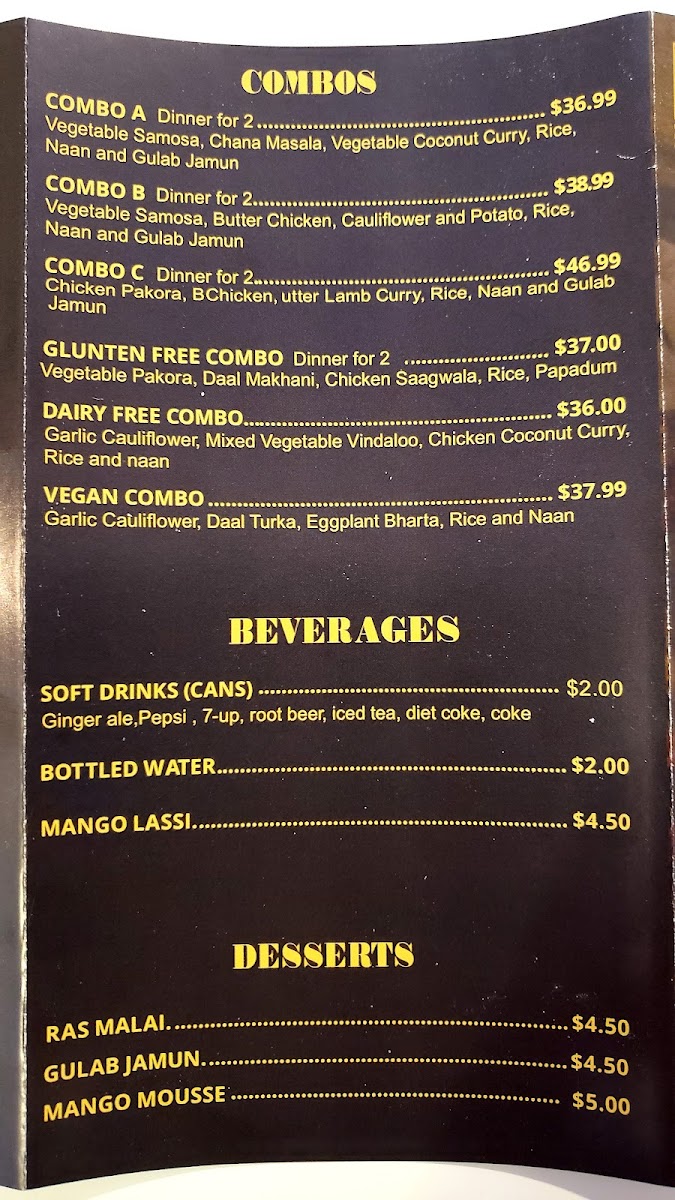 COMBOS
COMBO A Dinner for 2 ........ $36.99
Vegetable Samosa, Chana Masala, Vegetable Coconut Curry, Rice,
Naan and Gulab Jamun
COMBO B Dinner for 2 ........ $38.99
Vegetable Samosa, Butter Chicken, Cauliflower and Potato, Rice,
Naan and Gulab Jamun
COMBO C Dinner for 2 ........ $46.99
Chicken Pakora, BChicken, utter Lamb Curry, Rice, Naan and Gulab
Jamun
GLUNTEN FREE COMBO Dinner for 2 ........ $37.00
Vegetable Pakora, Daal Makhani, Chicken Saagwala, Rice, Papadum
DAIRY FREE COMBO ........ $36.00
Garlic Cauliflower, Mixed Vegetable Vindaloo, Chicken Coconut Curry,
Rice and naan
VEGAN COMBO ........ $37.99
Garlic Cauliflower, Daal Turka, Eggplant Bharta, Rice and Naan
BEVERAGES
SOFT DRINKS (CANS) ........ $2.00
Ginger ale,Pepsi , 7-up, root beer, iced tea, diet coke, coke
BOTTLED WATER ........ $2.00
MANGO LASSI ........ $4.50
DESSERTS
RAS MALAI ........ $4.50
GULAB JAMUN ........ $4.50
MANGO MOUSSE ........ $5.00